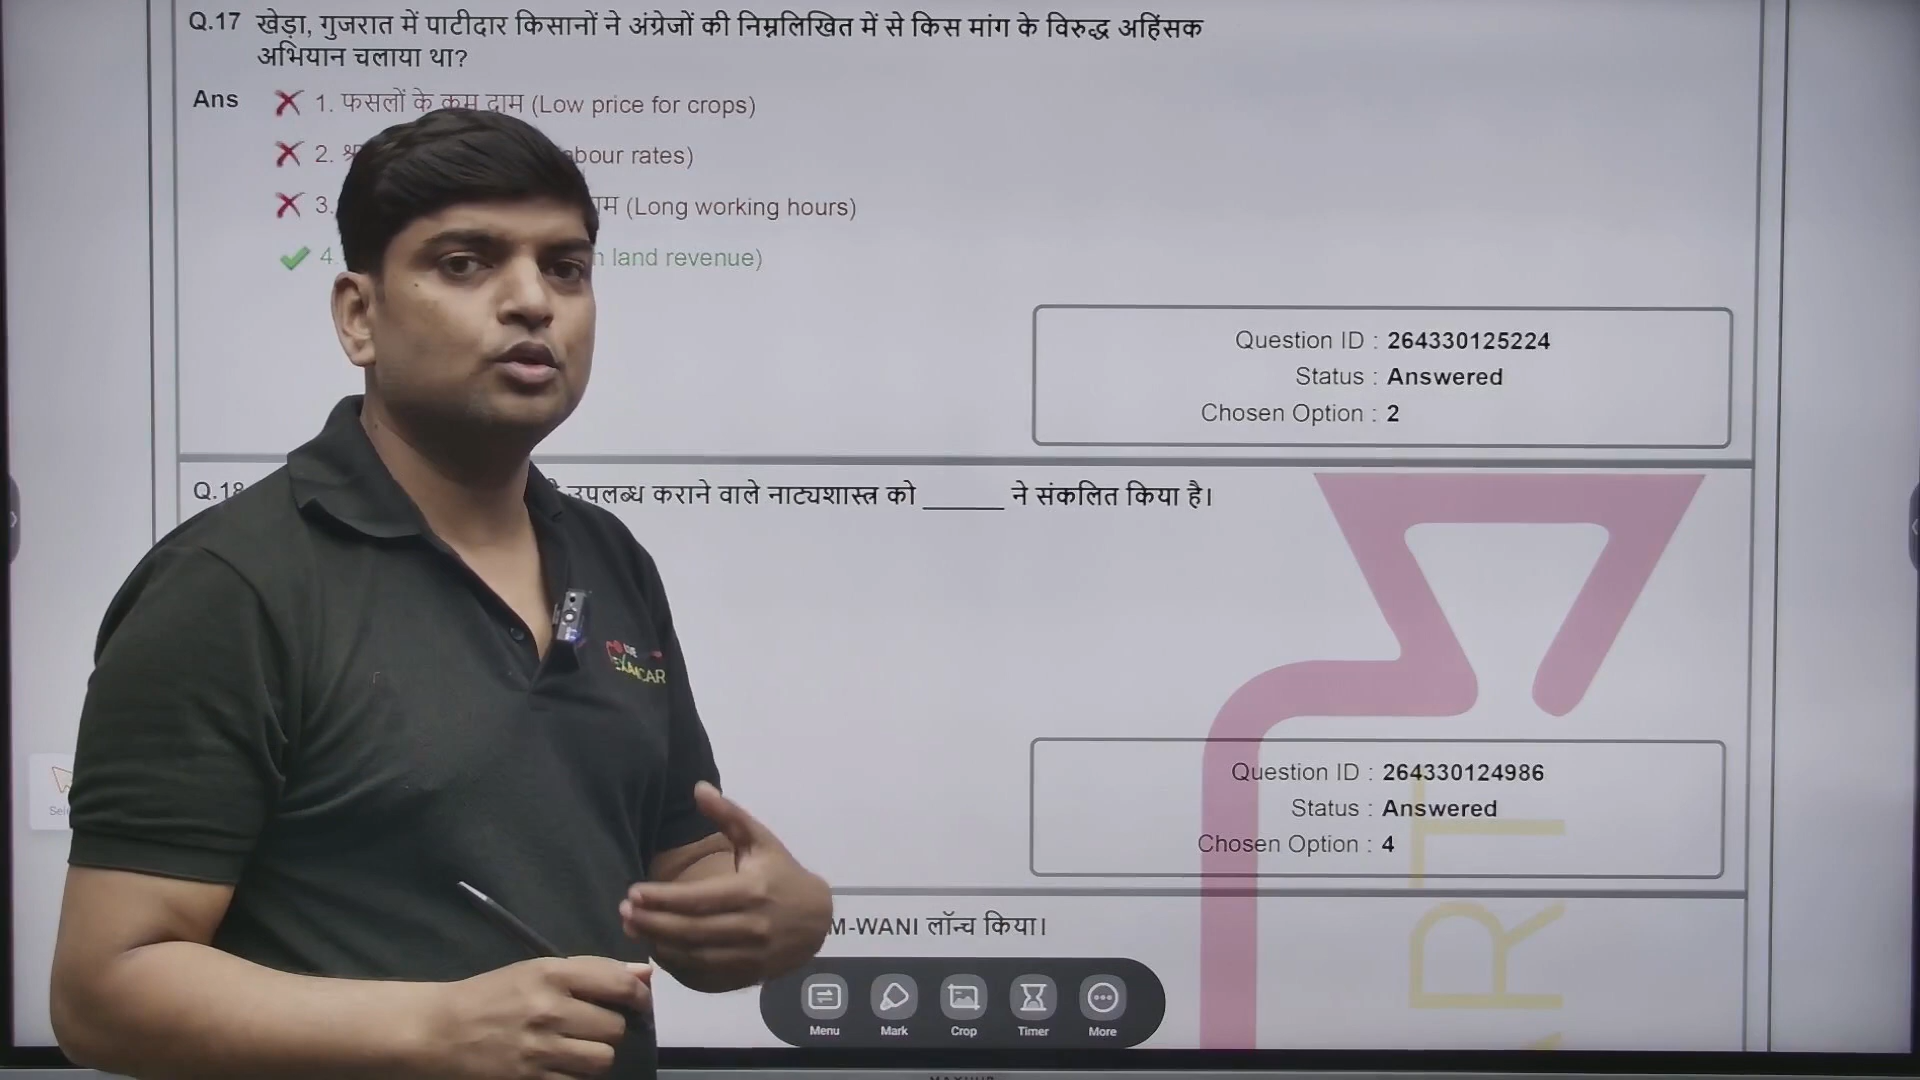 Q.17 खेड़ा, गुजरात में पाटीदार किसानों ने अंग्रेजों की निम्नलिखित में से किस मांग के विरुद्ध अहिंसक
अभियान चलाया था?
Ans 1. फसलों के कम दाम (Low price for crops)
2. rates)
3. (Long working hours)
4. land revenue)
Question ID : 264330125224
Status : Answered
Chosen Option : 2
Q.18 उपलब्ध कराने वाले नाट्यशास्त्र को ______ ने संकलित किया है।
Question ID : 264330124986
Status : Answered
Chosen Option : 4
M-WANI लॉन्च किया।
Menu Mark Crop Timer More